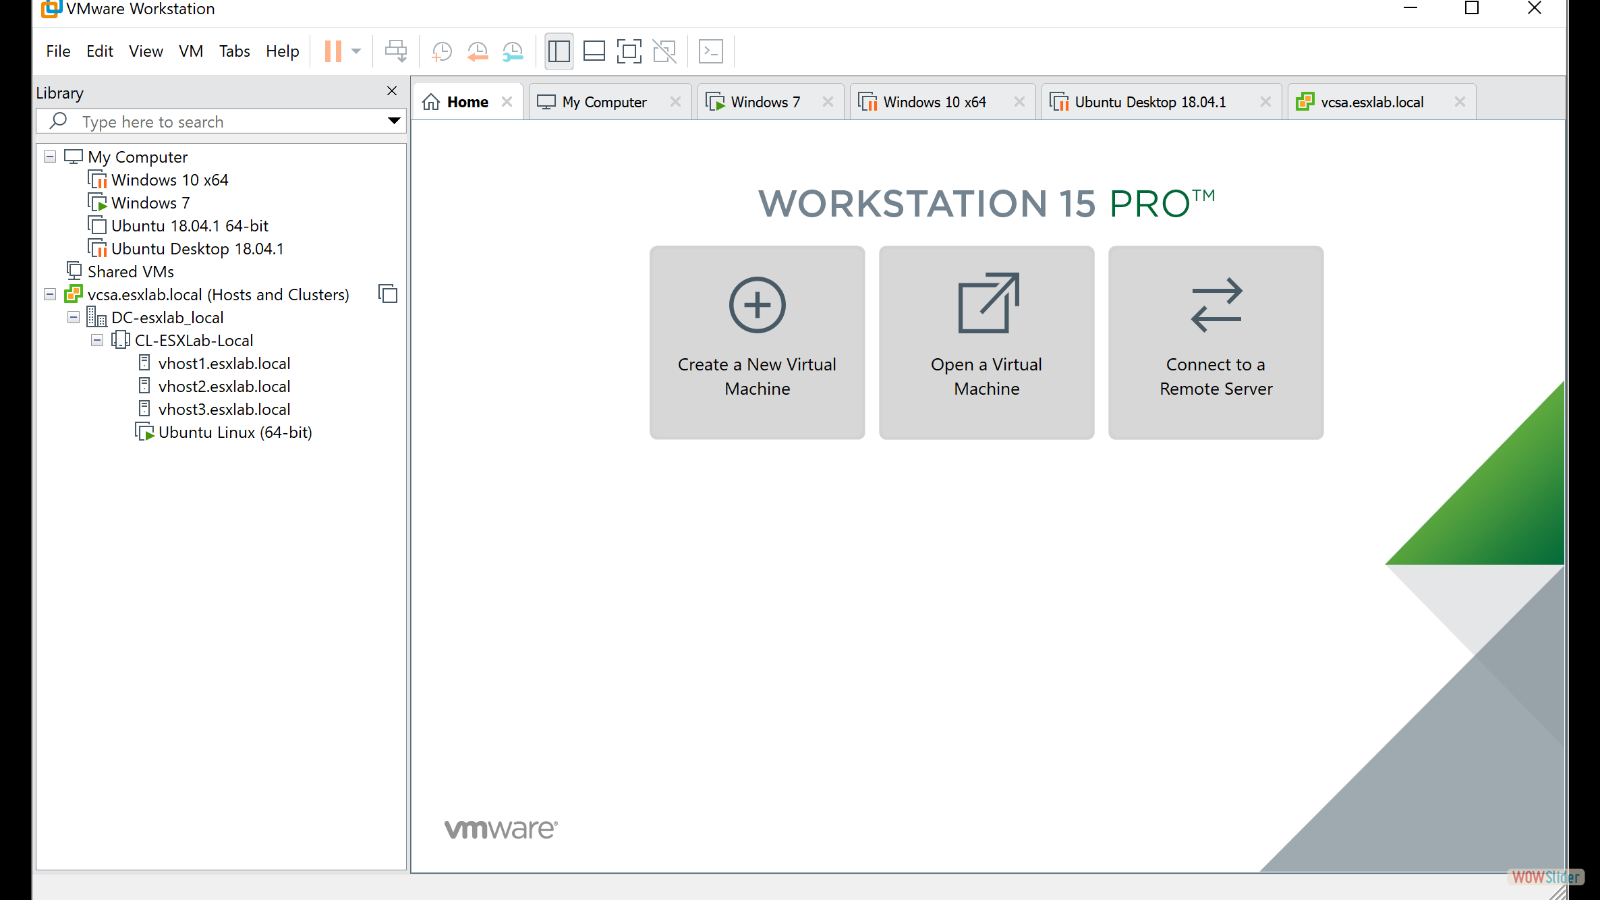 VMware Workstation
File Edit View VM Tabs Help
Library
Type here to search
My Computer
Windows 10 x64
Windows 7
Ubuntu 18.04.1 64-bit
Ubuntu Desktop 18.04.1
Shared VMs
vcsa.esxlab.local (Hosts and Clusters)
DC-esxlab_local
CL-ESXLab-Local
vhost1.esxlab.local
vhost2.esxlab.local
vhost3.esxlab.local
Ubuntu Linux (64-bit)
Home My Computer Windows 7 Windows 10 x64 Ubuntu Desktop 18.04.1 vcsa.esxlab.local
WORKSTATION 15 PRO™
Create a New Virtual
Machine
Open a Virtual
Machine
Connect to a
Remote Server
vmware®
WOWSlider